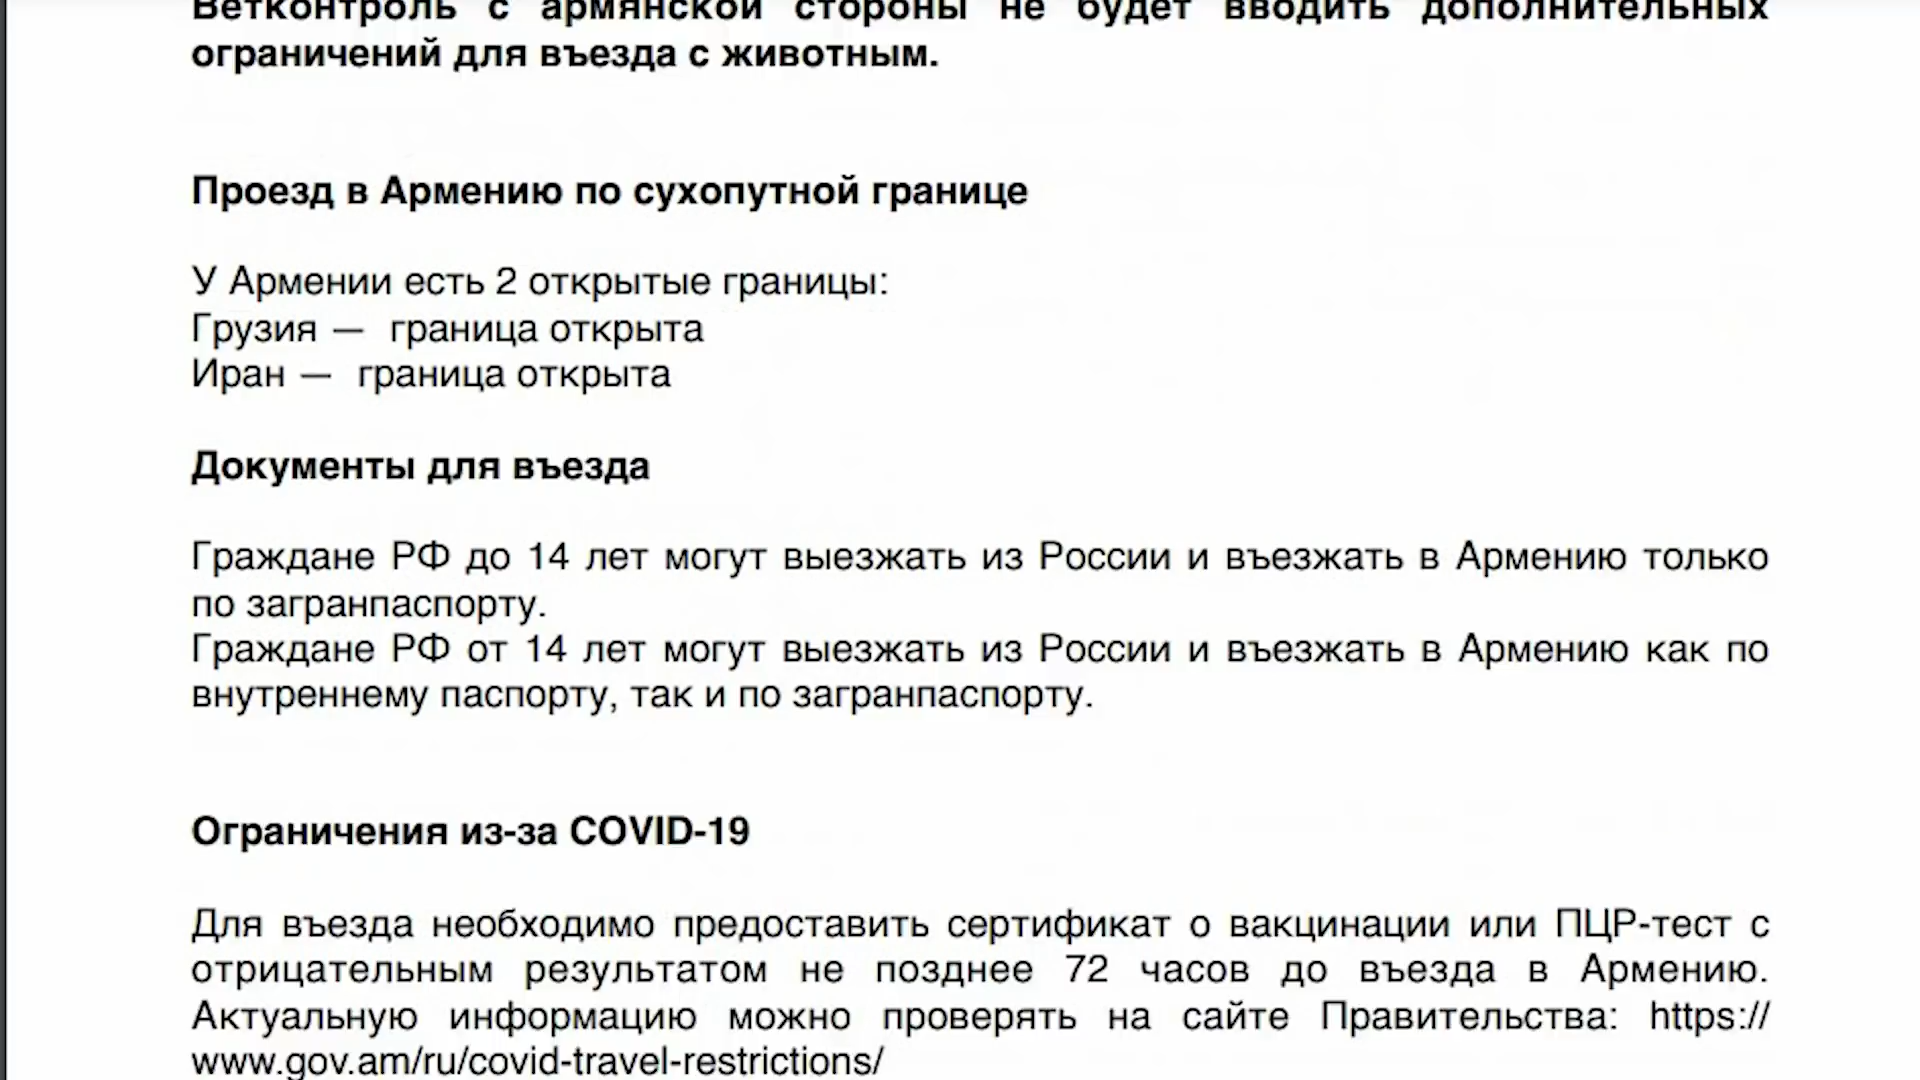 Ветконтроль с армянской стороны не будет вводить дополнительных
ограничений для въезда с животным.
Проезд в Армению по сухопутной границе
У Армении есть 2 открытые границы:
Грузия — граница открыта
Иран — граница открыта
Документы для въезда
Граждане РФ до 14 лет могут выезжать из России и въезжать в Армению только
по загранпаспорту.
Граждане РФ от 14 лет могут выезжать из России и въезжать в Армению как по
внутреннему паспорту, так и по загранпаспорту.
Ограничения из-за COVID-19
Для въезда необходимо предоставить сертификат о вакцинации или ПЦР-тест с
отрицательным результатом не позднее 72 часов до въезда в Армению.
Актуальную информацию можно проверять на сайте Правительства: https://
www.gov.am/ru/covid-travel-restrictions/